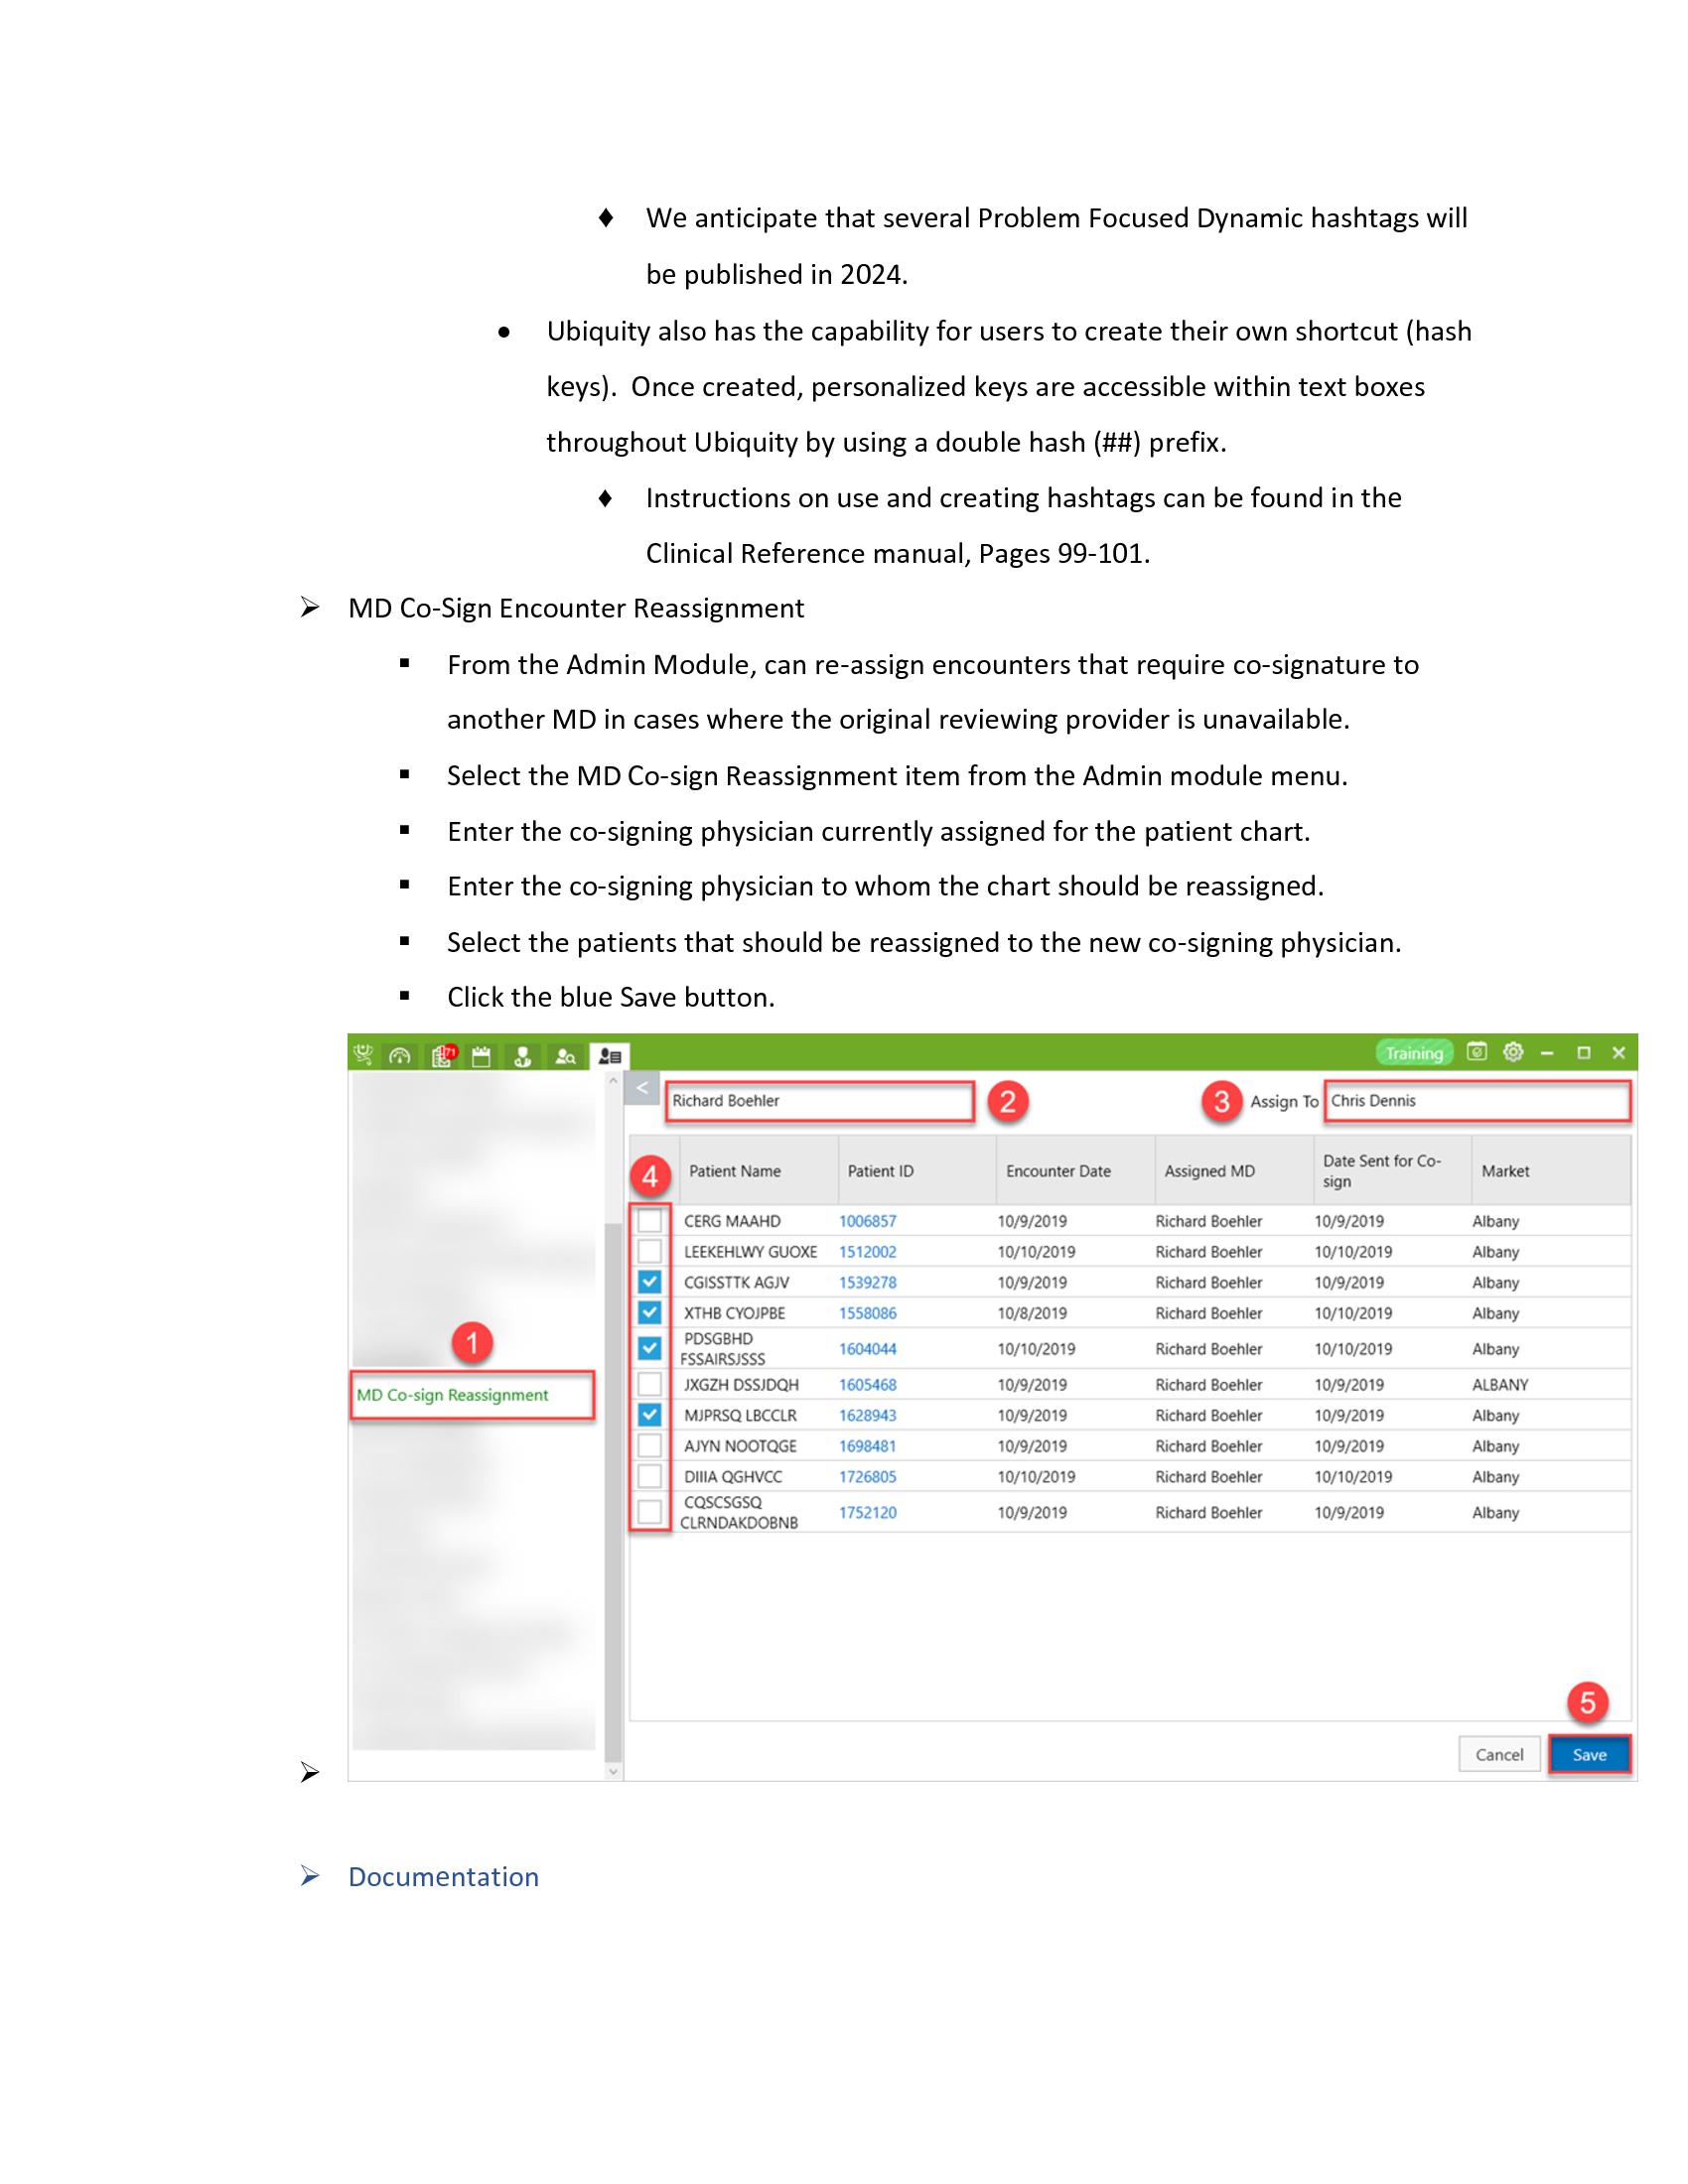 ♦ We anticipate that several Problem Focused Dynamic hashtags will
be published in 2024.
• Ubiquity also has the capability for users to create their own shortcut (hash
keys).  Once created, personalized keys are accessible within text boxes
throughout Ubiquity by using a double hash (##) prefix.
♦ Instructions on use and creating hashtags can be found in the
Clinical Reference manual, Pages 99-101.
➢ MD Co-Sign Encounter Reassignment
▪ From the Admin Module, can re-assign encounters that require co-signature to
another MD in cases where the original reviewing provider is unavailable.
▪ Select the MD Co-sign Reassignment item from the Admin module menu.
▪ Enter the co-signing physician currently assigned for the patient chart.
▪ Enter the co-signing physician to whom the chart should be reassigned.
▪ Select the patients that should be reassigned to the new co-signing physician.
▪ Click the blue Save button.
71 Training
Richard Boehler 2 3 Assign To Chris Dennis
4 Patient Name Patient ID Encounter Date Assigned MD Date Sent for Co-
sign Market
CERG MAAHD 1006857 10/9/2019 Richard Boehler 10/9/2019 Albany
LEEKEHLWY GUOXE 1512002 10/10/2019 Richard Boehler 10/10/2019 Albany
CGISSTTK AGJV 1539278 10/9/2019 Richard Boehler 10/9/2019 Albany
XTHB CYOJPBE 1558086 10/8/2019 Richard Boehler 10/10/2019 Albany
PDSGBHD
FSSAIRSJSSS 1604044 10/10/2019 Richard Boehler 10/10/2019 Albany
1
JXGZH DSSJDQH 1605468 10/9/2019 Richard Boehler 10/9/2019 ALBANY
MD Co-sign Reassignment
MJPRSQ LBCCLR 1628943 10/9/2019 Richard Boehler 10/9/2019 Albany
AJYN NOOTQGE 1698481 10/9/2019 Richard Boehler 10/9/2019 Albany
DIIIA QGHVCC 1726805 10/10/2019 Richard Boehler 10/10/2019 Albany
CQSCSGSQ
CLRNDAKDOBNB 1752120 10/9/2019 Richard Boehler 10/9/2019 Albany
5
Cancel Save
➢
➢ Documentation